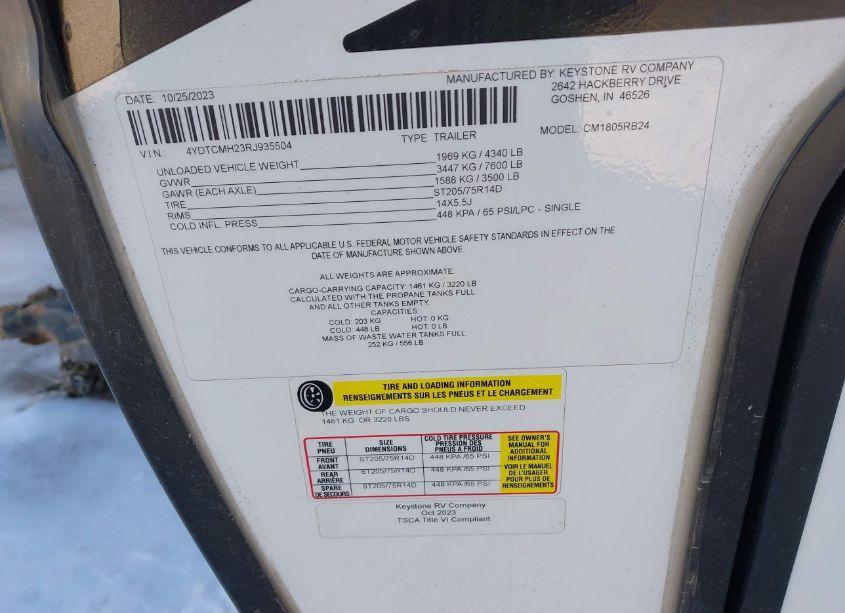 DATE: 10/25/2023
MANUFACTURED BY: KEYSTONE RV COMPANY
2642 HACKBERRY DRIVE
GOSHEN, IN 46526
V I N : 4YDTCMH23RJ935504
TYPE TRAILER
MODEL: CM1805RB24
UNLOADED VEHICLE WEIGHT 1969 KG / 4340 LB
GVWR 3447 KG / 7600 LB
GAWR (EACH AXLE) 1588 KG / 3500 LB
TIRE ST205/75R14D
RIMS 14X5.5J
COLD INFL. PRESS 448 KPA / 65 PSI/LPC - SINGLE
THIS VEHICLE CONFORMS TO ALL APPLICABLE U.S. FEDERAL MOTOR VEHICLE SAFETY STANDARDS IN EFFECT ON THE
DATE OF MANUFACTURE SHOWN ABOVE.
ALL WEIGHTS ARE APPROXIMATE.
CARGO-CARRYING CAPACITY: 1461 KG / 3220 LB
CALCULATED WITH THE PROPANE TANKS FULL
AND ALL OTHER TANKS EMPTY.
CAPACITIES:
COLD: 203 KG HOT: 0 KG
COLD: 448 LB HOT: 0 LB
MASS OF WASTE WATER TANKS FULL:
252 KG / 556 LB
TIRE AND LOADING INFORMATION
RENSEIGNEMENTS SUR LES PNEUS ET LE CHARGEMENT
THE WEIGHT OF CARGO SHOULD NEVER EXCEED
1461 KG OR 3220 LBS.
TIRE
PNEU
SIZE
DIMENSIONS
COLD TIRE PRESSURE
PRESSION DES
PNEUS A FROID
FRONT
AVANT
ST205/75R14D
448 KPA /65 PSI
REAR
ARRIÈRE
ST205/75R14D
448 KPA /65 PSI
SPARE
DE SECOURS
ST205/75R14D
448 KPA /65 PSI
SEE OWNER'S
MANUAL FOR
ADDITIONAL
INFORMATION
VOIR LE MANUEL
DE L'USAGER
POUR PLUS DE
RENSEIGNEMENTS
Keystone RV Company
Oct 2023
TSCA Title VI Compliant